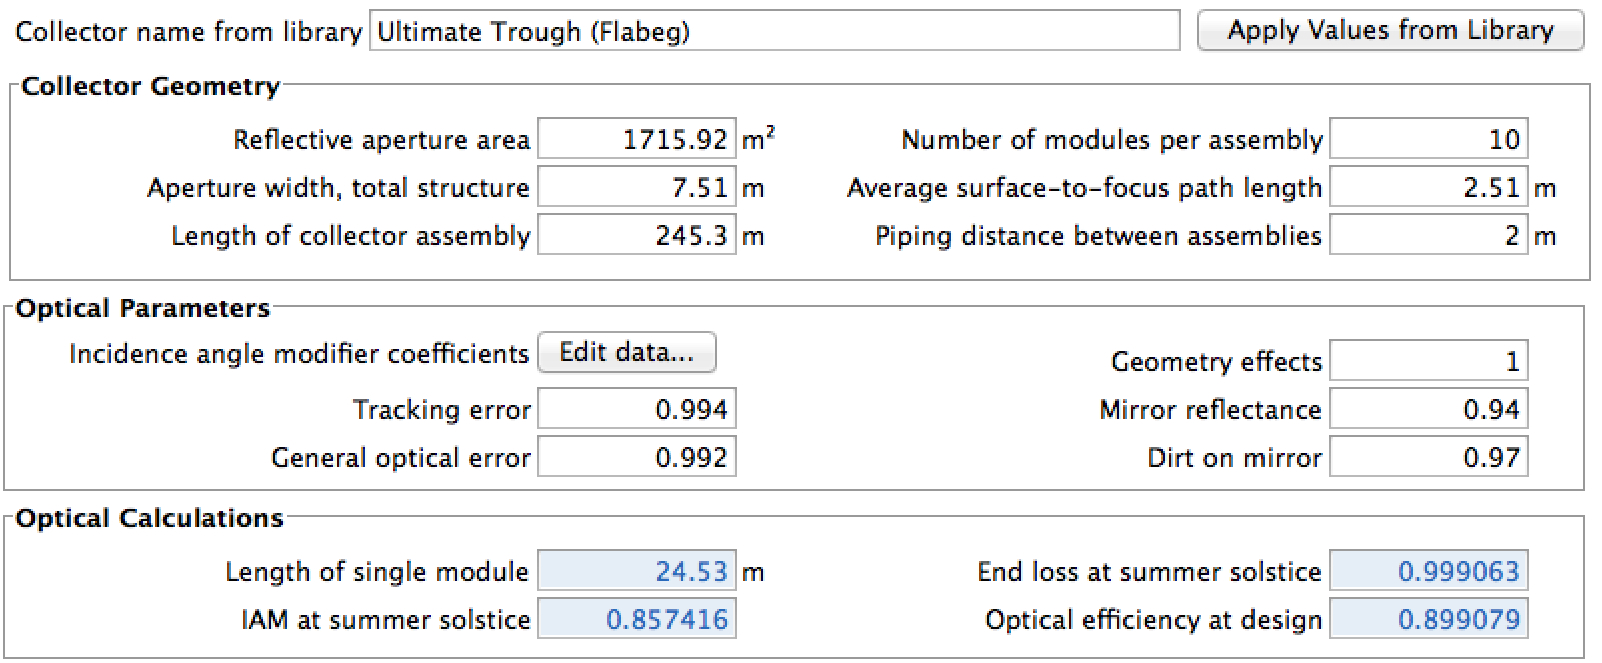 Collector name from library Ultimate Trough (Flabeg) Apply Values from Library
Collector Geometry
Reflective aperture area 1715.92 m² Number of modules per assembly 10
Aperture width, total structure 7.51 m Average surface-to-focus path length 2.51 m
Length of collector assembly 245.3 m Piping distance between assemblies 2 m
Optical Parameters
Incidence angle modifier coefficients Edit data... Geometry effects 1
Tracking error 0.994 Mirror reflectance 0.94
General optical error 0.992 Dirt on mirror 0.97
Optical Calculations
Length of single module 24.53 m End loss at summer solstice 0.999063
IAM at summer solstice 0.857416 Optical efficiency at design 0.899079